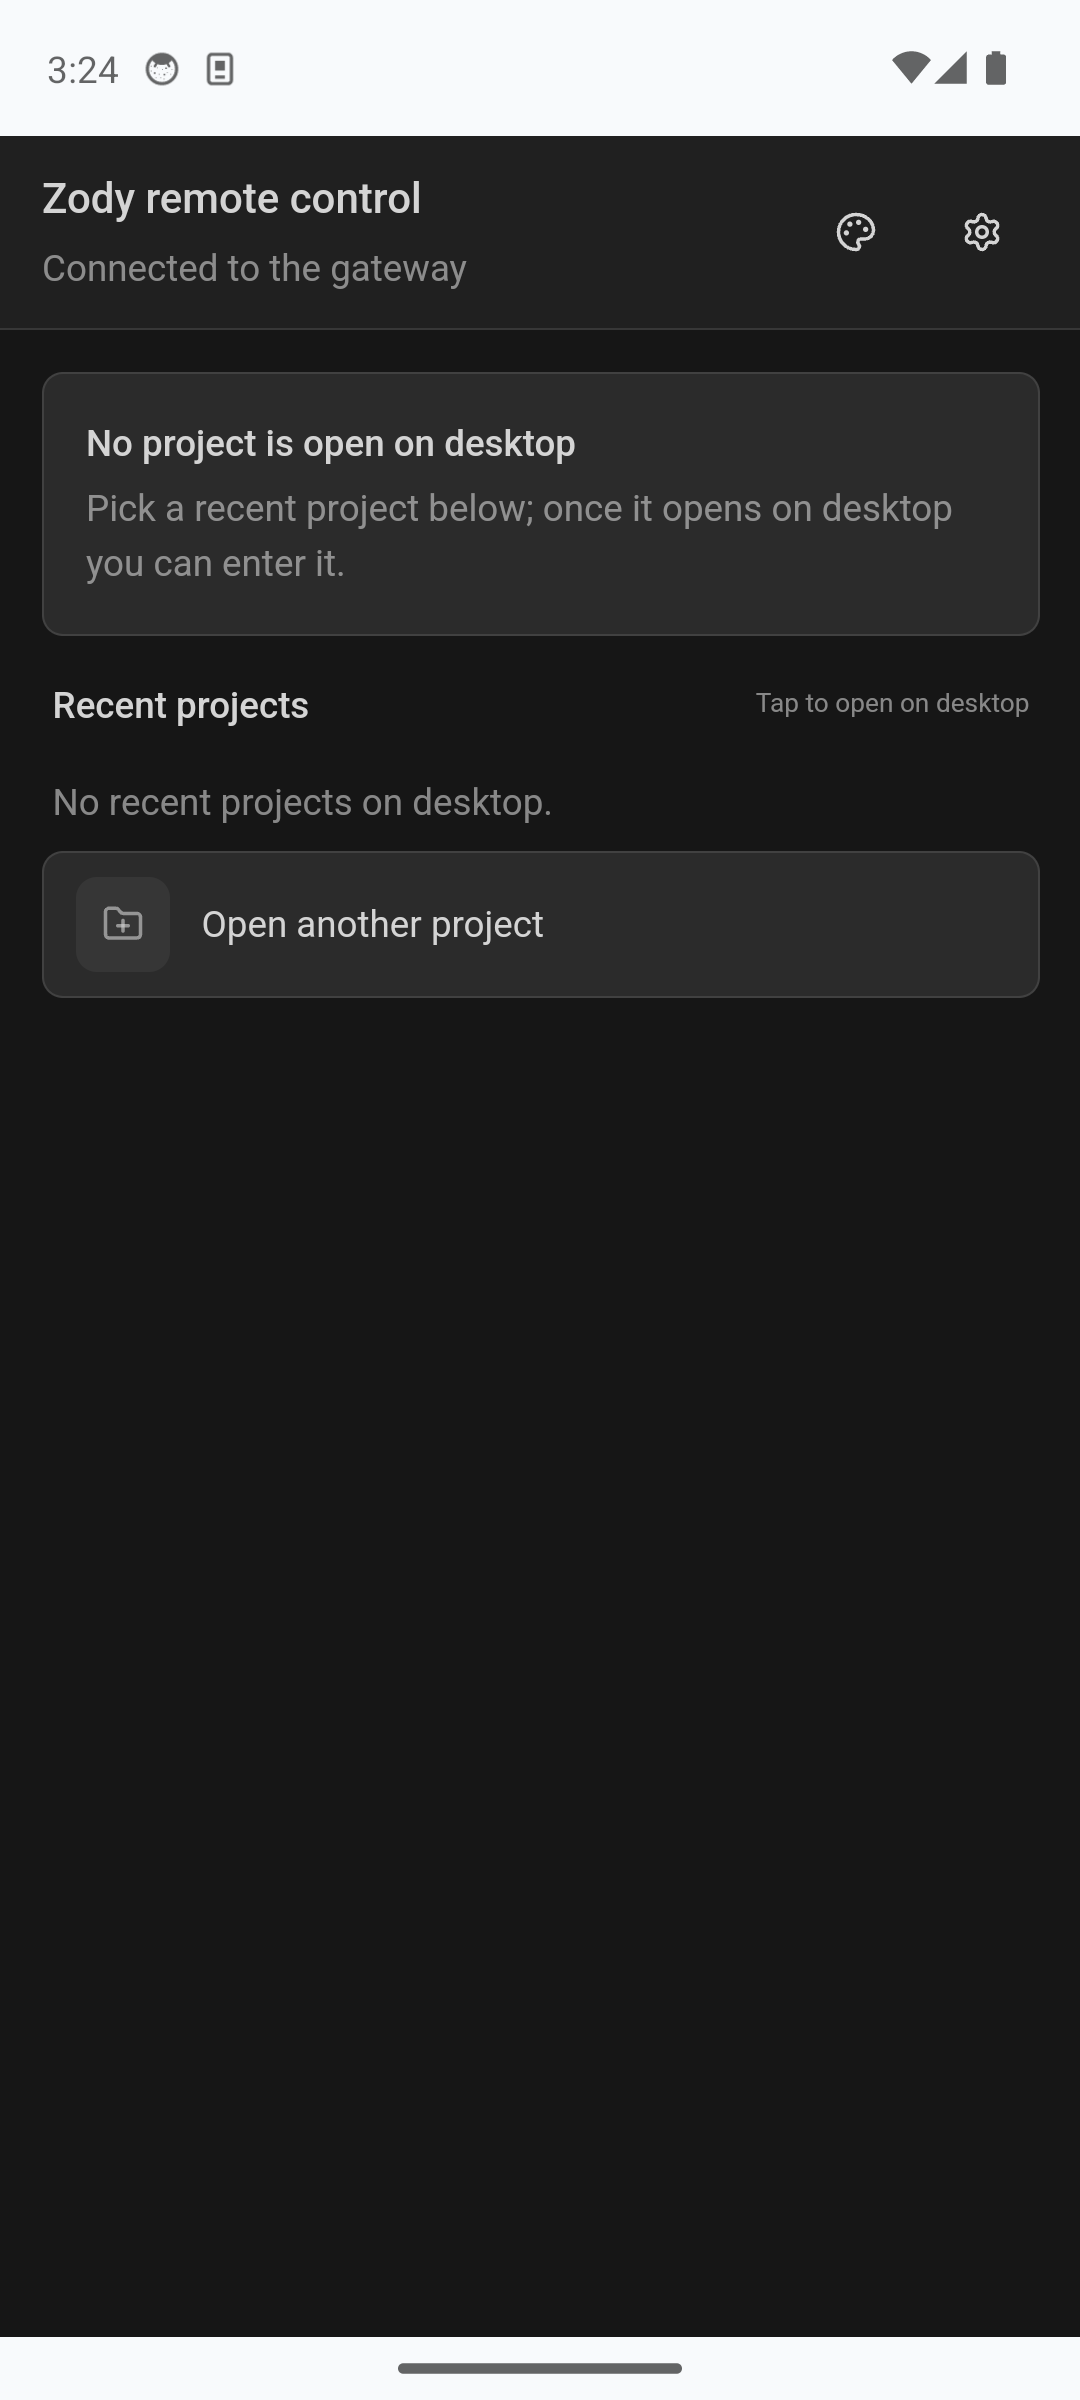 3:24
Zody remote control
Connected to the gateway
No project is open on desktop
Pick a recent project below; once it opens on desktop
you can enter it.
Recent projects
Tap to open on desktop
No recent projects on desktop.
Open another project